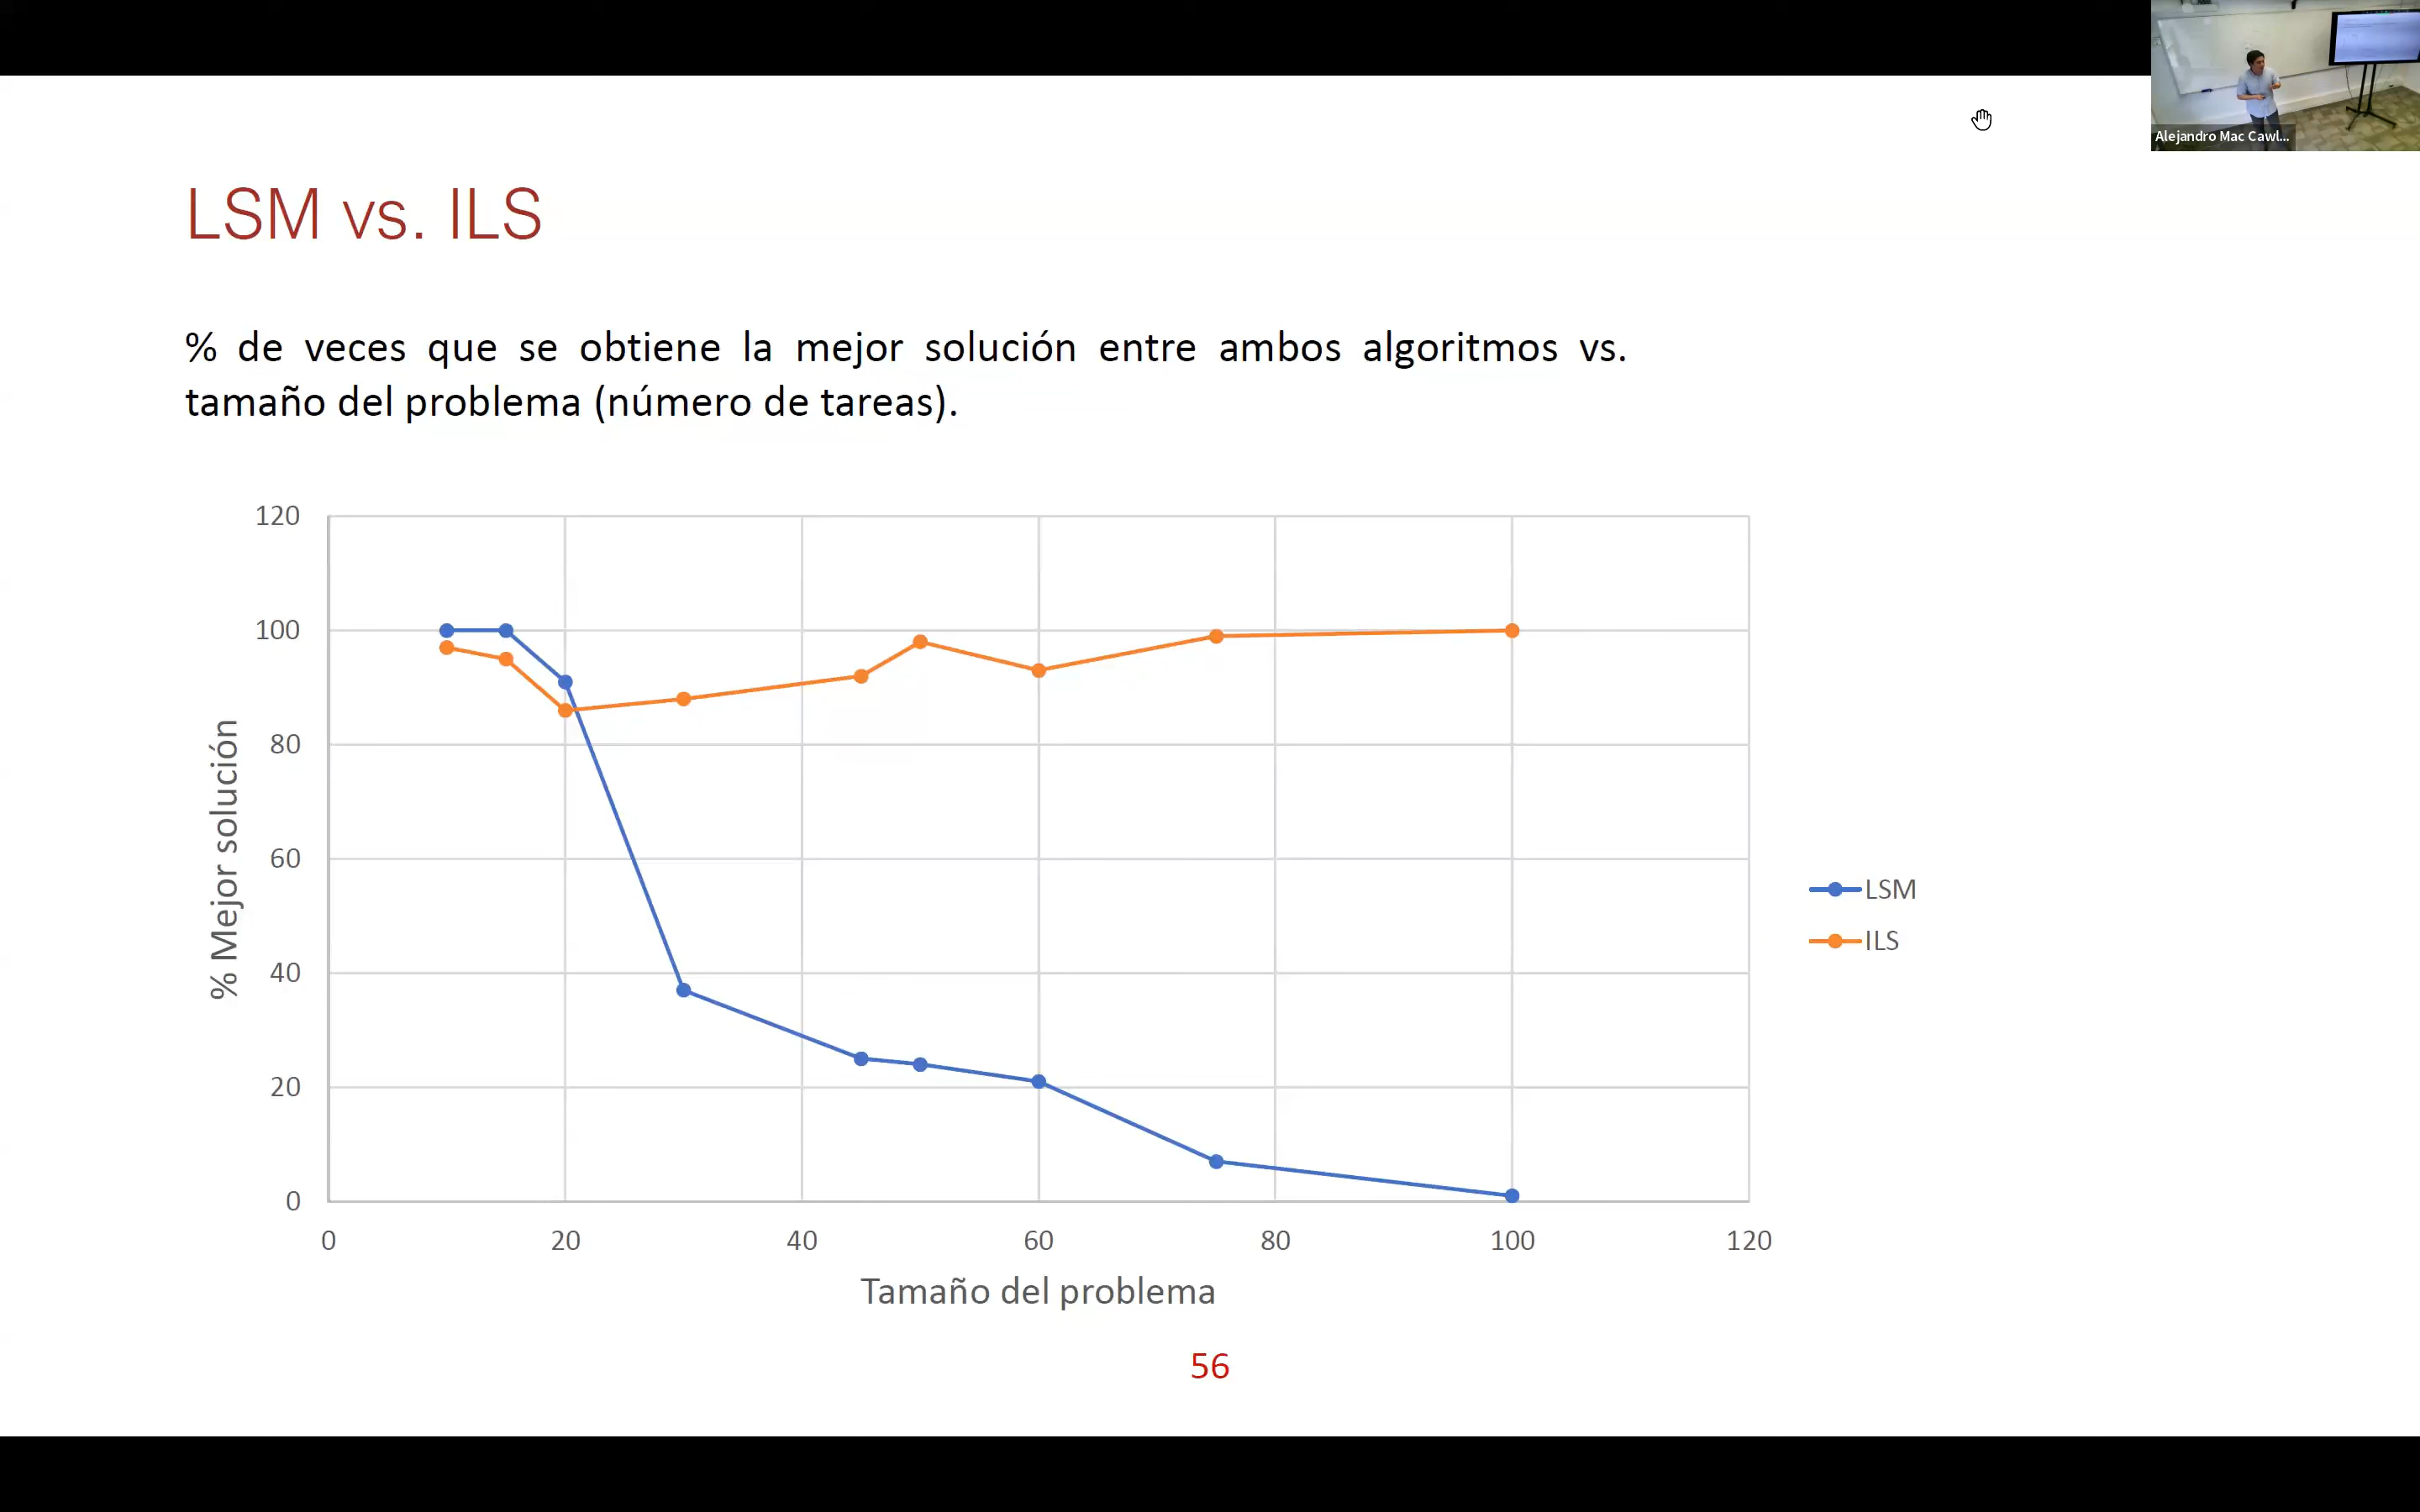 Alejandro Mac Cawl...
LSM vs. ILS
% de veces que se obtiene la mejor solución entre ambos algoritmos vs.
tamaño del problema (número de tareas).
120
100
80
60
40
20
0
% Mejor solución
0 20 40 60 80 100 120
Tamaño del problema
LSM
ILS
56